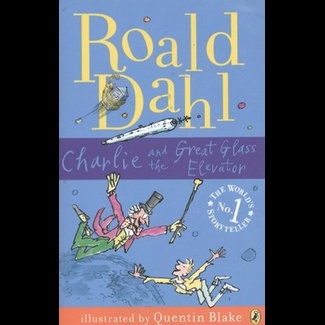 Roald
Dahl
Charlie and the Great Glass
Elevator
THE WORLD'S
No. 1
STORYTELLER
illustrated by Quentin Blake